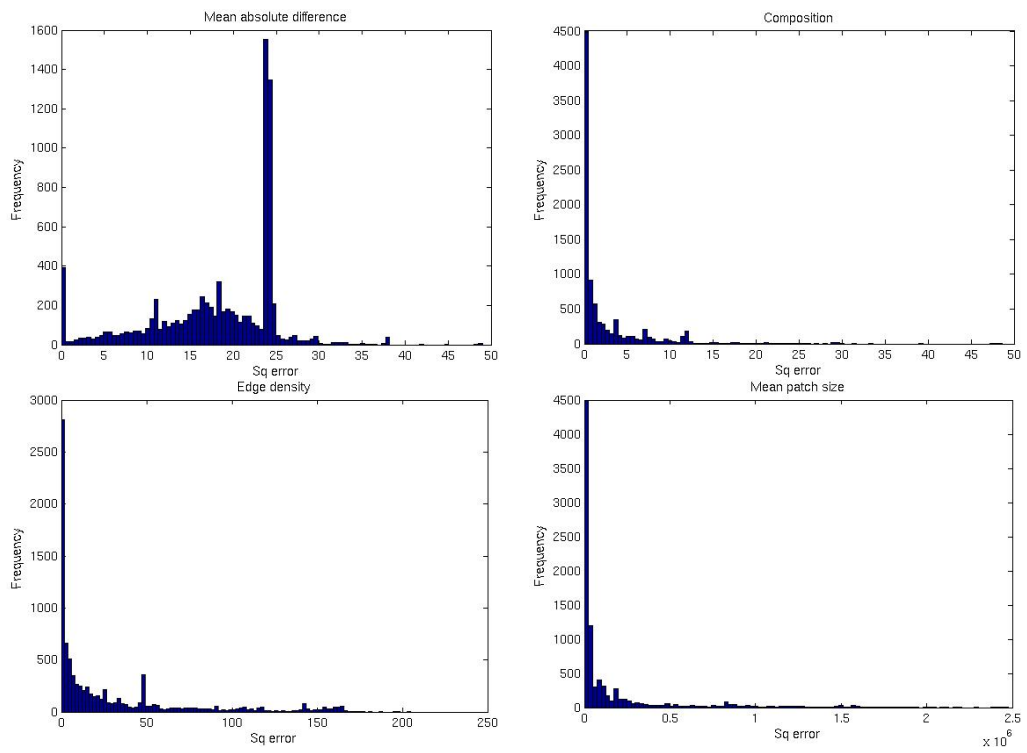 Mean absolute difference
1600
1400
1200
1000
800
600
400
200
0
Frequency
0 5 10 15 20 25 30 35 40 45 50
Sq error
Composition
4500
4000
3500
3000
2500
2000
1500
1000
500
0
Frequency
0 5 10 15 20 25 30 35 40 45 50
Sq error
Edge density
3000
2500
2000
1500
1000
500
0
Frequency
0 50 100 150 200 250
Sq error
Mean patch size
4500
4000
3500
3000
2500
2000
1500
1000
500
0
Frequency
0 0.5 1 1.5 2 2.5
Sq error
x 10^6